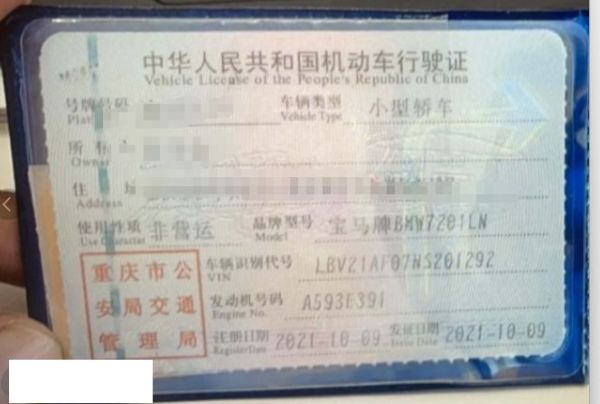 中华人民共和国机动车行驶证
Vehicle License of the People's Republic of China
号牌号码 车辆类型 小型轿车
Plat Vehicle Type
所有
Owner
住 址
Address
使用性质 非营运 品牌型号 宝马牌BMW7201LN
Use Character Model
重庆市公 车辆识别代号 LBV21AF07NS201292
VIN
安局交通 发动机号码 A593E391
Engine No.
管理局 注册日期 2021-10-09 发证日期 2021-10-09
Register Date Issue Date